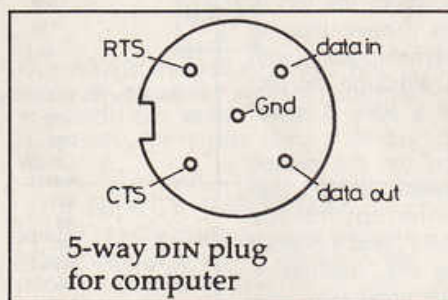 RTS
data in
Gnd
CTS
data out
5-way DIN plug
for computer